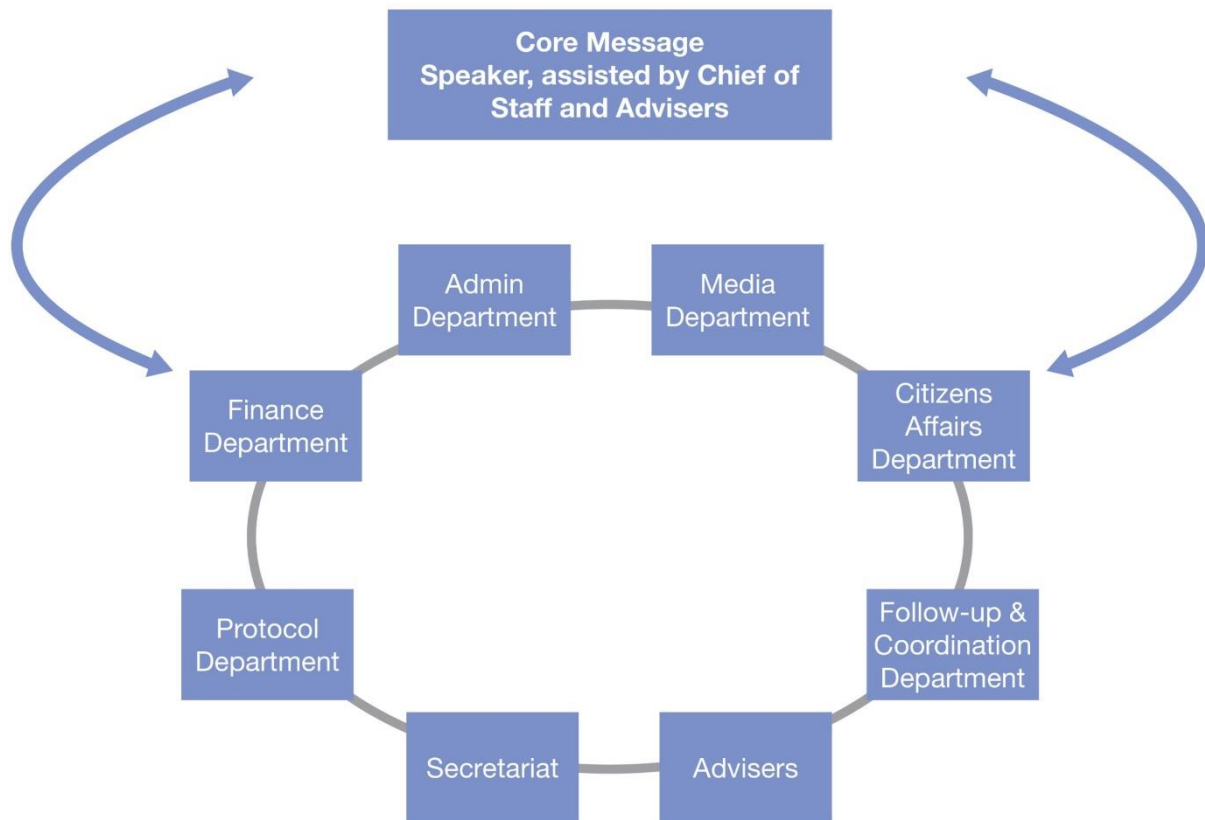 Core Message
Speaker, assisted by Chief of
Staff and Advisers
Admin
Department
Media
Department
Finance
Department
Citizens
Affairs
Department
Protocol
Department
Follow-up &
Coordination
Department
Secretariat
Advisers